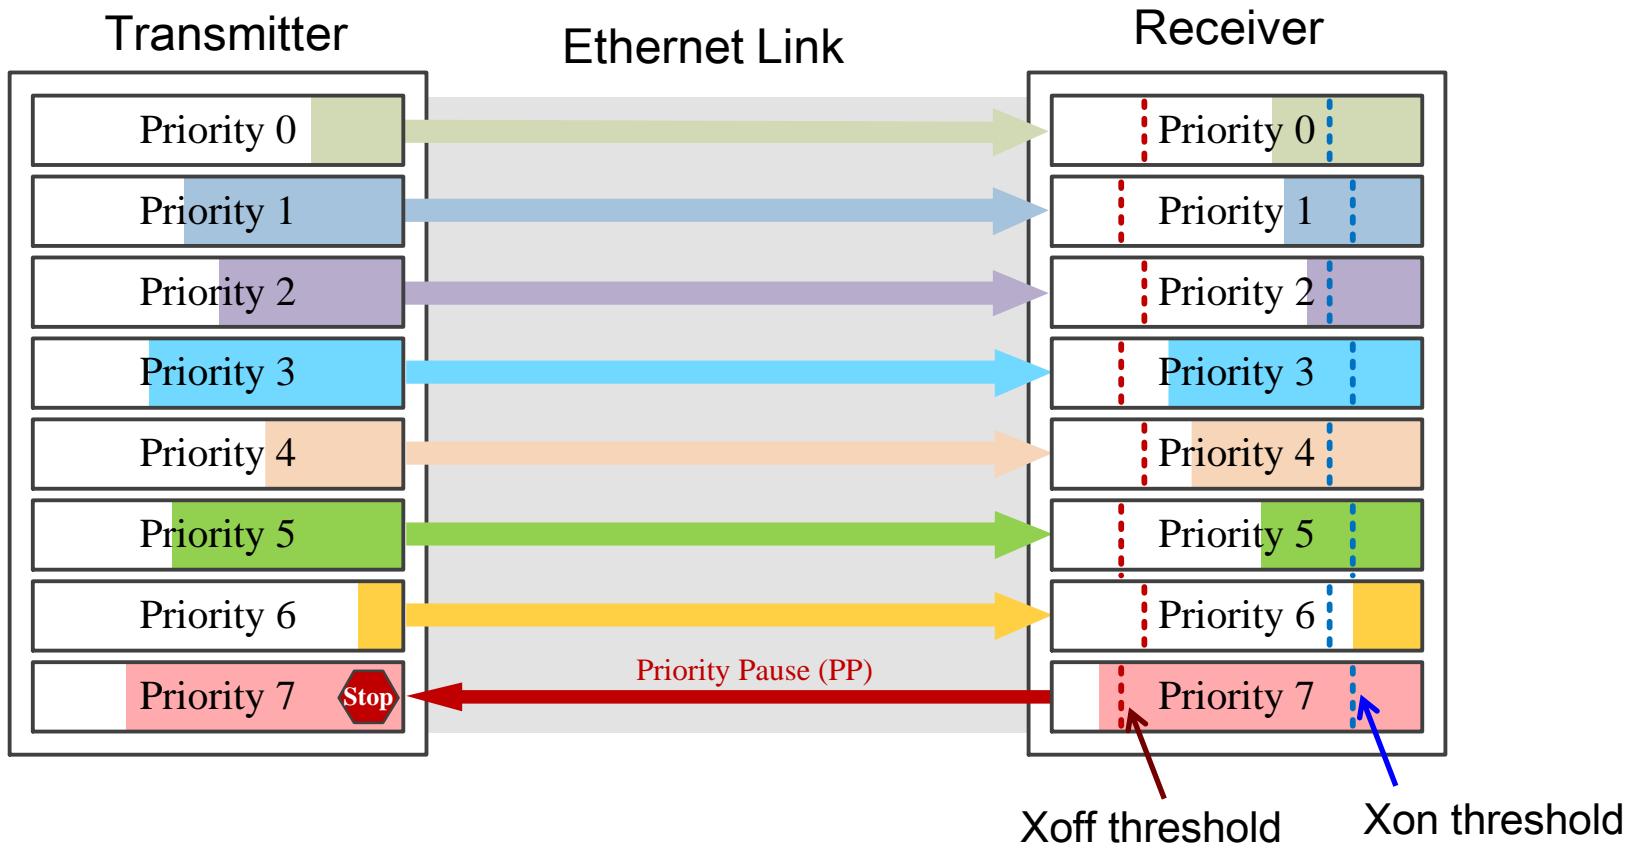 Transmitter
Ethernet Link
Receiver
Priority 0
Priority 0
Priority 1
Priority 1
Priority 2
Priority 2
Priority 3
Priority 3
Priority 4
Priority 4
Priority 5
Priority 5
Priority 6
Priority 6
Priority Pause (PP)
Priority 7
Stop
Priority 7
Xoff threshold
Xon threshold